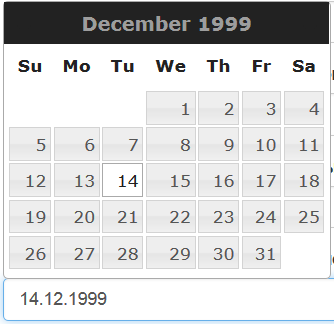 December 1999
Su Mo Tu We Th Fr Sa
1 2 3 4
5 6 7 8 9 10 11
12 13 14 15 16 17 18
19 20 21 22 23 24 25
26 27 28 29 30 31
14.12.1999